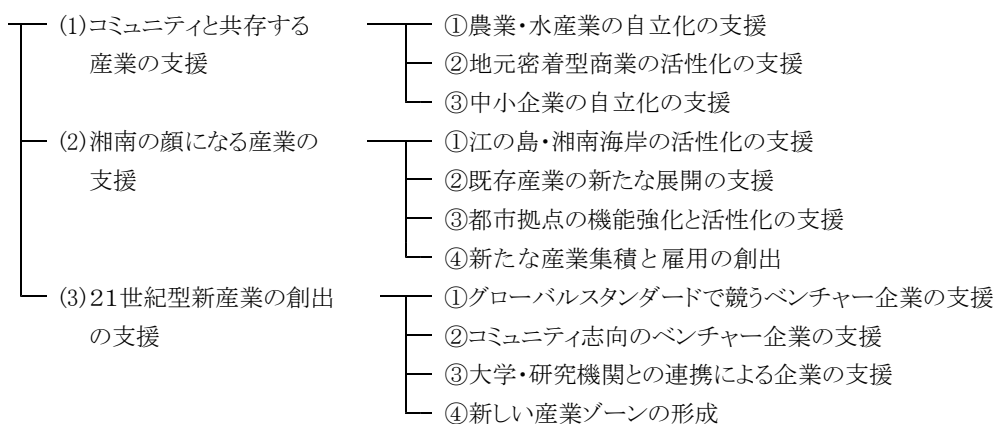 (1)コミュニティと共存する
産業の支援
①農業・水産業の自立化の支援
②地元密着型商業の活性化の支援
③中小企業の自立化の支援
(2)湘南の顔になる産業の
支援
①江の島・湘南海岸の活性化の支援
②既存産業の新たな展開の支援
③都市拠点の機能強化と活性化の支援
④新たな産業集積と雇用の創出
(3)21世紀型新産業の創出
の支援
①グローバルスタンダードで競うベンチャー企業の支援
②コミュニティ志向のベンチャー企業の支援
③大学・研究機関との連携による企業の支援
④新しい産業ゾーンの形成